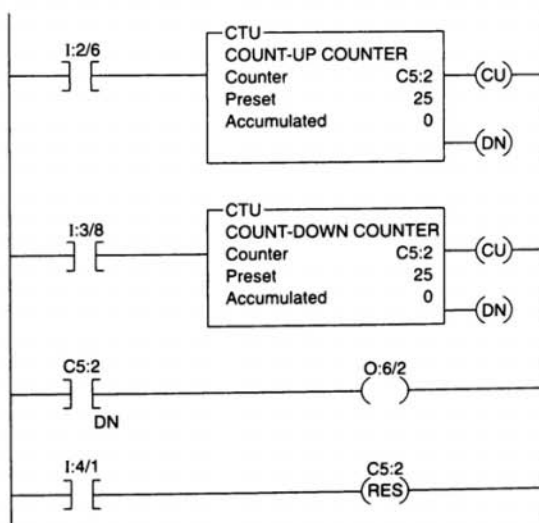 I:2/6
CTU
COUNT-UP COUNTER
Counter C5:2
Preset 25
Accumulated 0
CU
DN
I:3/8
CTU
COUNT-DOWN COUNTER
Counter C5:2
Preset 25
Accumulated 0
CU
DN
C5:2
DN
O:6/2
I:4/1
C5:2
RES